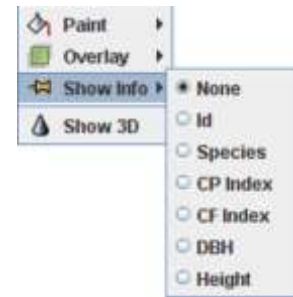 Paint
Overlay
Show Info
Show 3D
None
Id
Species
CP Index
CF Index
DBH
Height